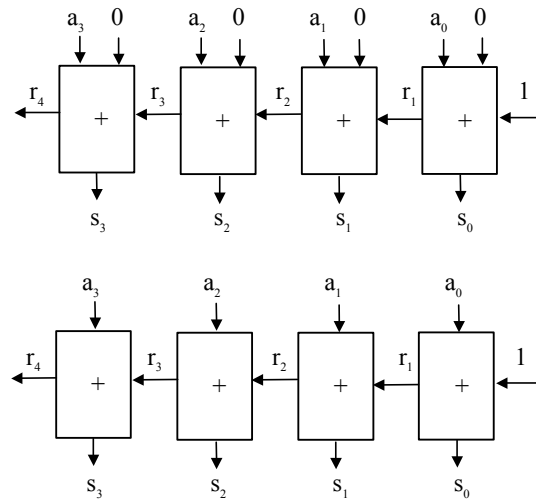 a₃ 0 a₂ 0 a₁ 0 a₀ 0
r₄ + r₃ + r₂ + r₁ + 1
s₃ s₂ s₁ s₀
a₃ a₂ a₁ a₀
r₄ + r₃ + r₂ + r₁ + 1
s₃ s₂ s₁ s₀